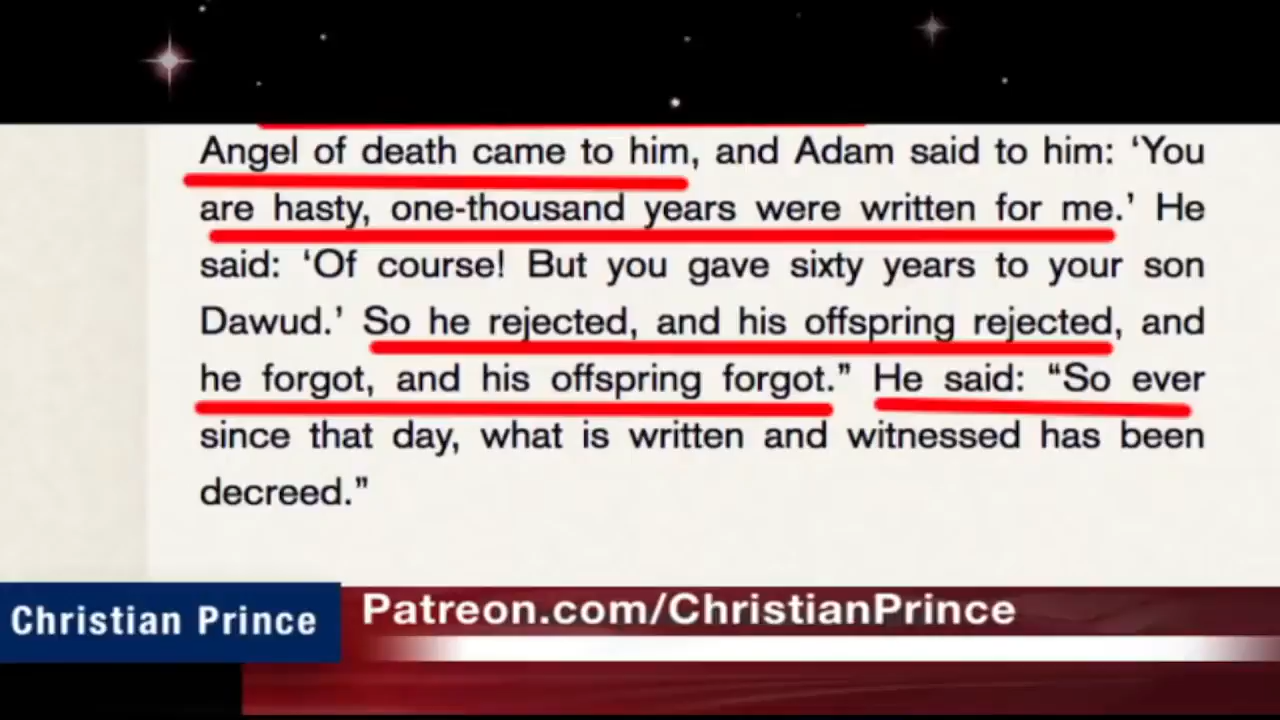 Angel of death came to him, and Adam said to him: ‘You
are hasty, one-thousand years were written for me.’ He
said: ‘Of course! But you gave sixty years to your son
Dawud.’ So he rejected, and his offspring rejected, and
he forgot, and his offspring forgot.” He said: “So ever
since that day, what is written and witnessed has been
decreed.”
Christian Prince
Patreon.com/ChristianPrince